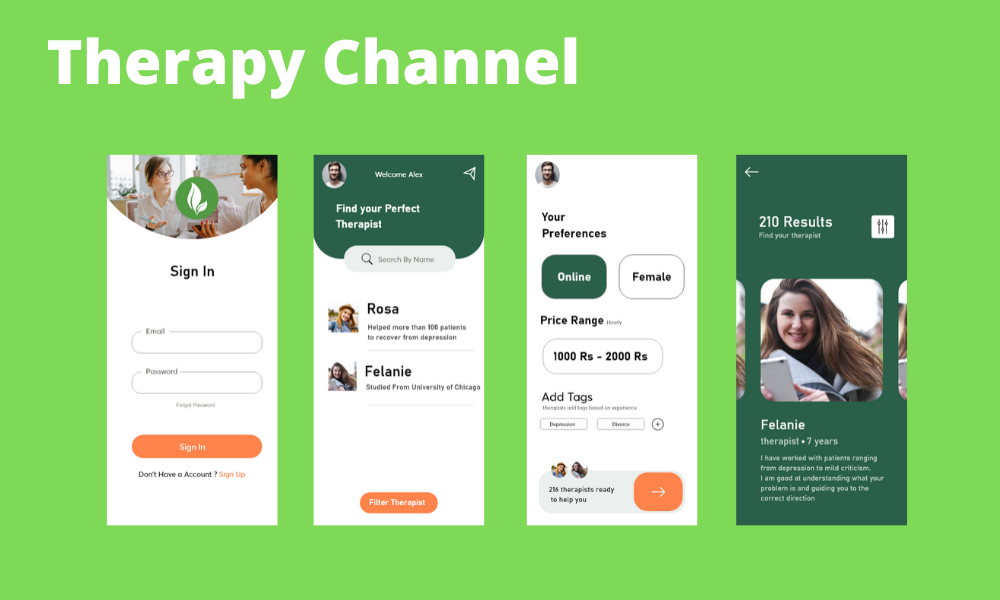 Therapy Channel
Sign In
Email
Password
Forgot Password
Sign In
Don't Have a Account ? Sign Up
Welcome Alex
Find your Perfect
Therapist
Search By Name
Rosa
Helped more than 100 patients
to recover from depression
Felanie
Studied From University of Chicago
Filter Therapist
Your
Preferences
Online
Female
Price Range Hourly
1000 Rs - 2000 Rs
Add Tags
therapists add tags based on experience
Depression
Divorce
+
216 therapists ready
to help you
210 Results
Find your therapist
Felanie
therapist • 7 years
I have worked with patients ranging
from depression to mild criticism.
I am good at understanding what your
problem is and guiding you to the
correct direction